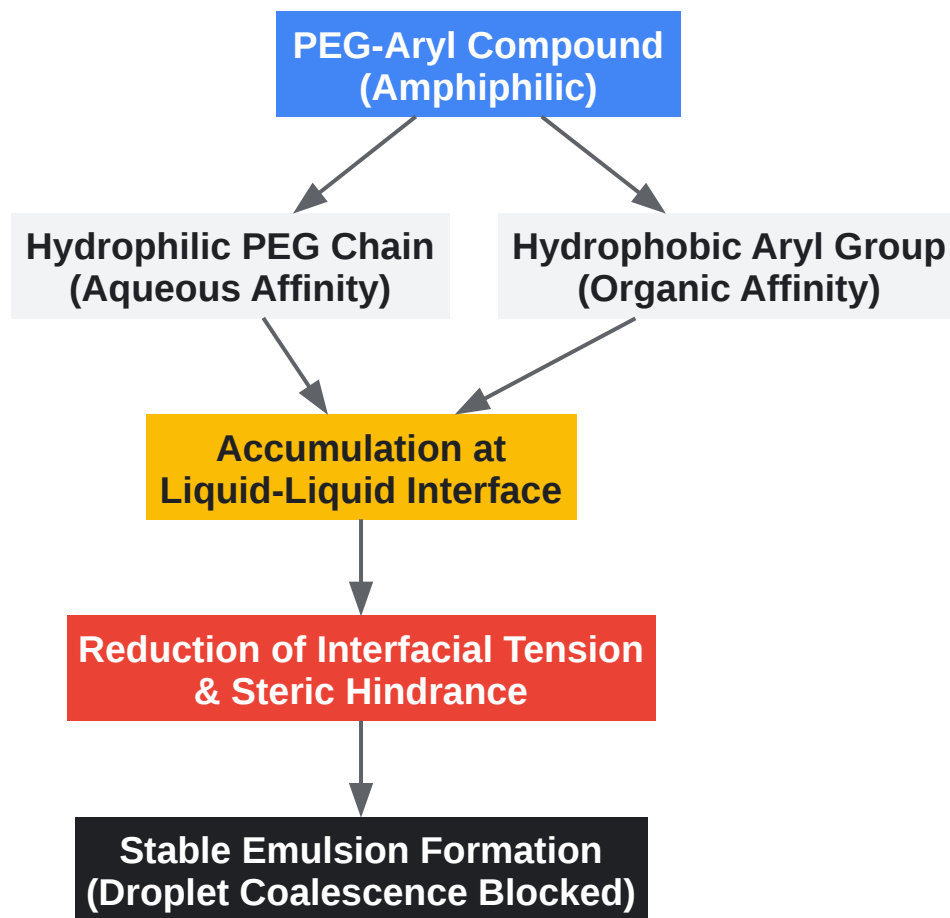 PEG-Aryl Compound
(Amphiphilic)
Hydrophilic PEG Chain
(Aqueous Affinity)
Hydrophobic Aryl Group
(Organic Affinity)
Accumulation at
Liquid-Liquid Interface
Reduction of Interfacial Tension
& Steric Hindrance
Stable Emulsion Formation
(Droplet Coalescence Blocked)